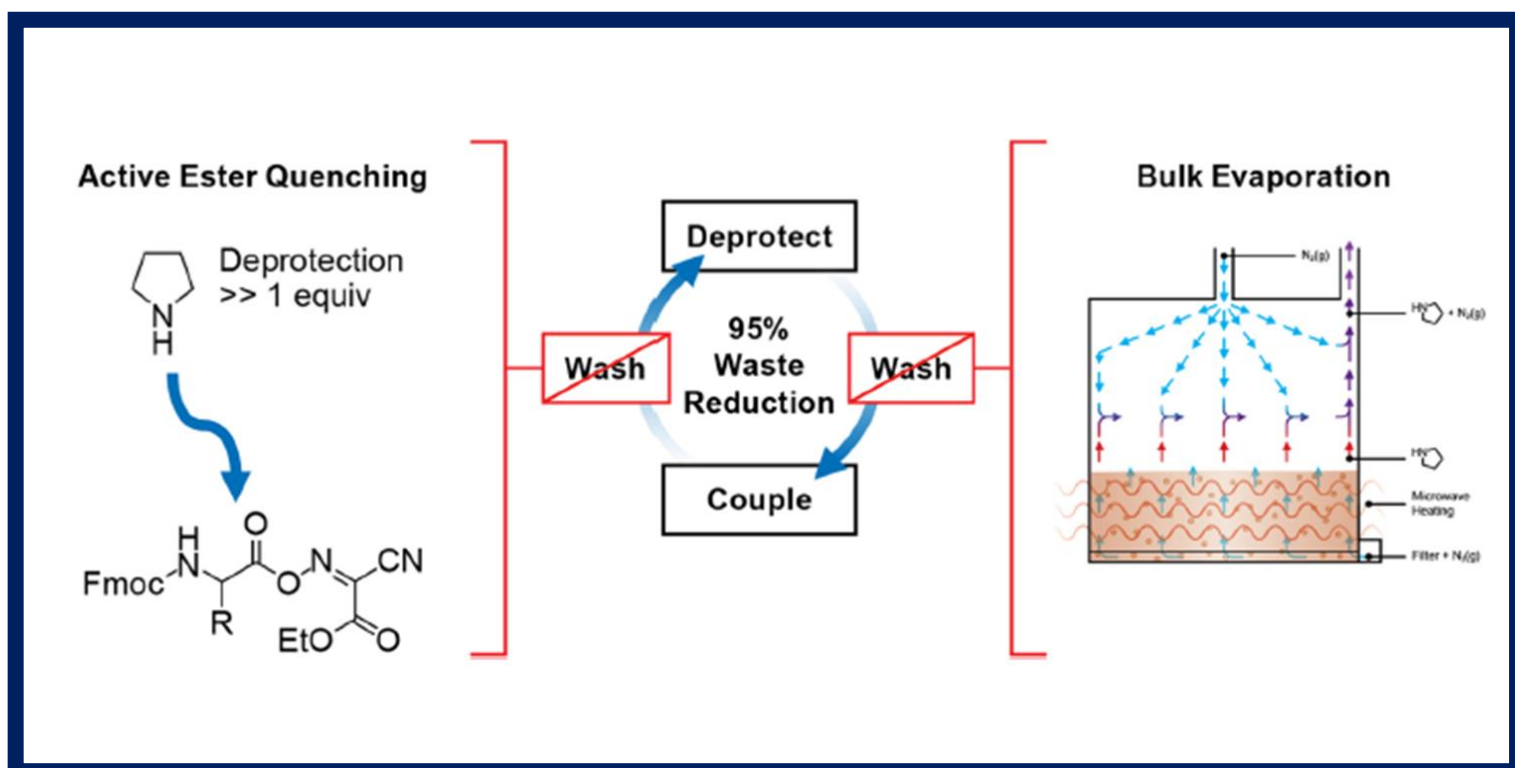 Active Ester Quenching
Deprotection
>> 1 equiv
N
H
H
N
O
Fmoc
R
O
N
CN
EtO
O
Deprotect
Wash
95%
Waste
Reduction
Wash
Couple
Bulk Evaporation
N₂(g)
HN + N₂(g)
HN
Microwave
Heating
Filter + N₂(g)